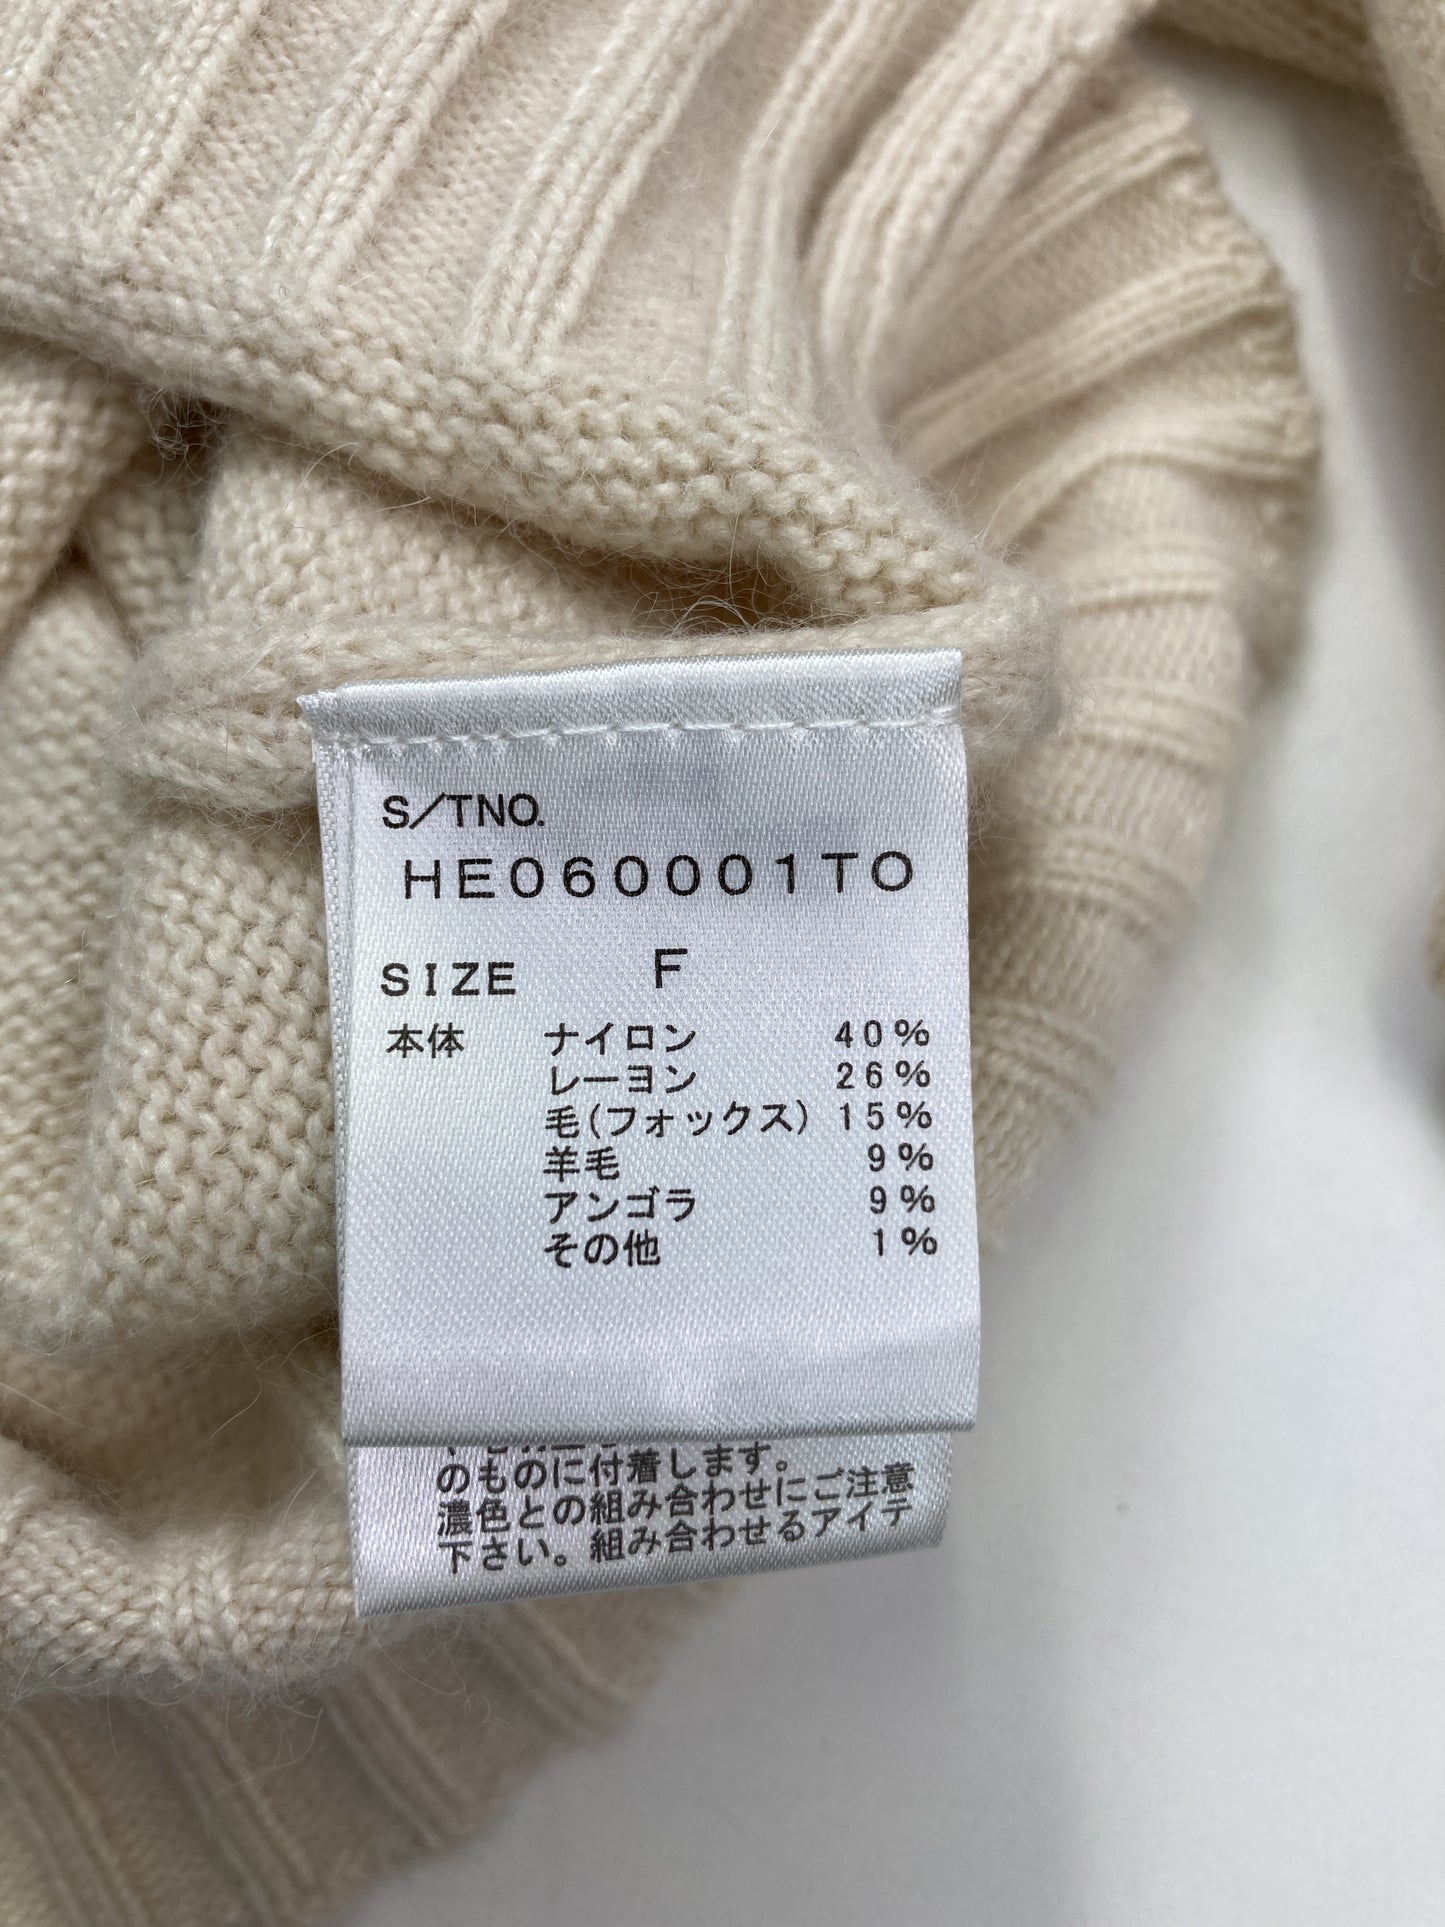 S/TNO.
HE060001TO
SIZE F
本体 ナイロン 40%
レーヨン 26%
毛(フォックス) 15%
羊毛 9%
アンゴラ 9%
その他 1%
のものに付着します。
濃色との組み合わせにご注意
下さい。組み合わせるアイテ